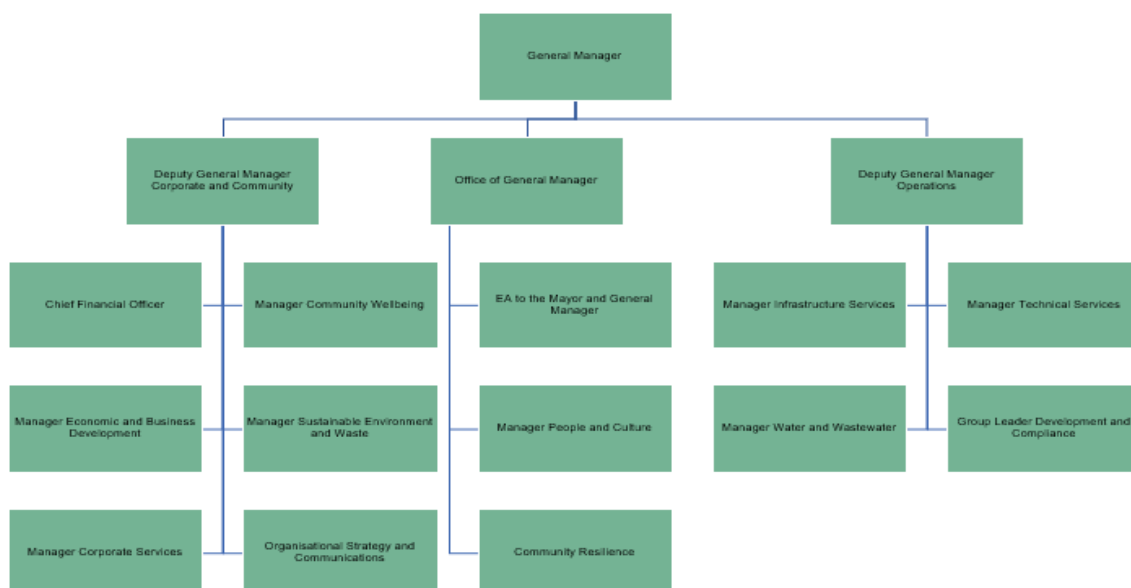 General Manager
Deputy General Manager
Corporate and Community
Office of General Manager
Deputy General Manager
Operations
Chief Financial Officer
Manager Community Wellbeing
EA to the Mayor and General
Manager
Manager Infrastructure Services
Manager Technical Services
Manager Economic and Business
Development
Manager Sustainable Environment
and Waste
Manager People and Culture
Manager Water and Wastewater
Group Leader Development and
Compliance
Manager Corporate Services
Organisational Strategy and
Communications
Community Resilience